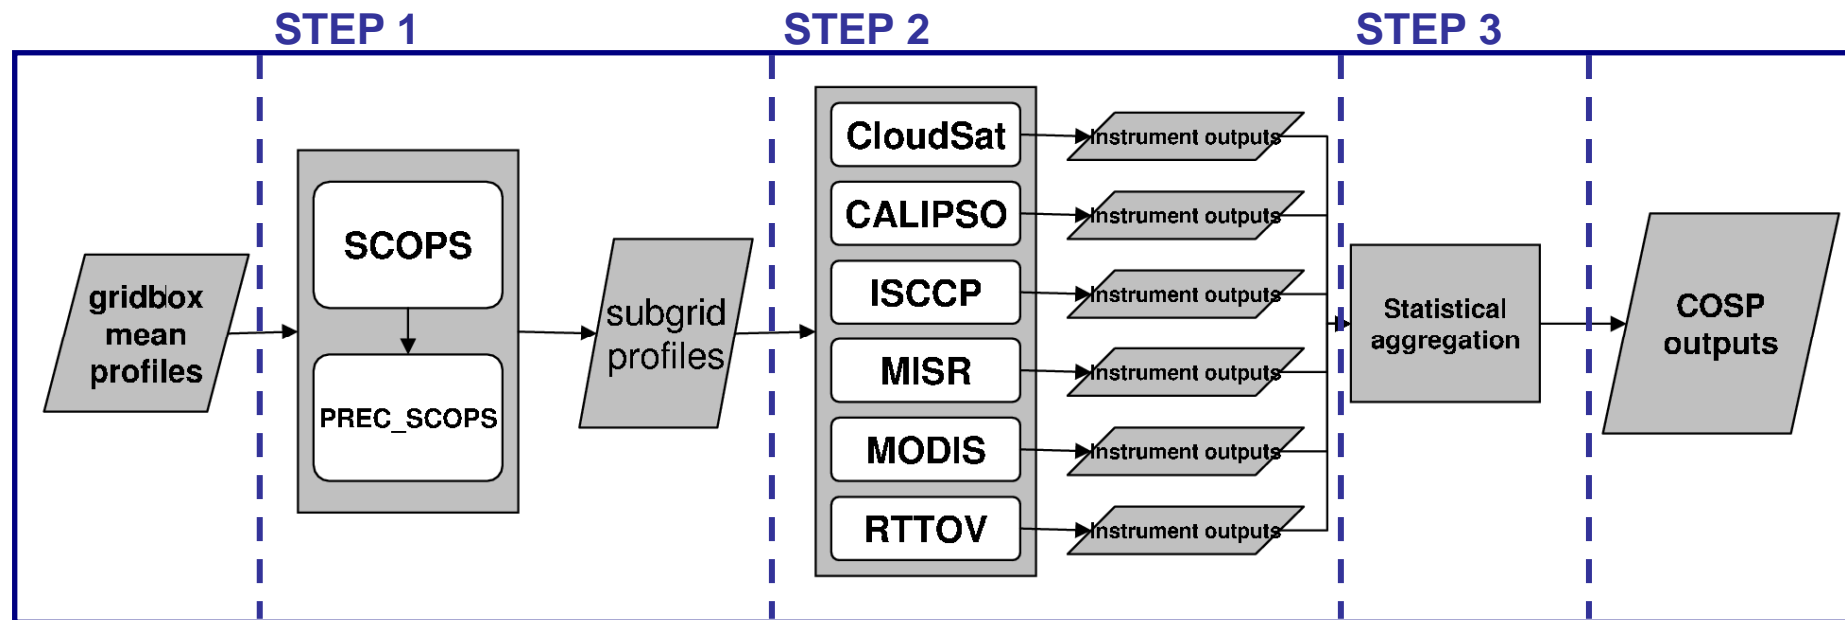 STEP 1
STEP 2
STEP 3
gridbox
mean
profiles
SCOPS
PREC_SCOPS
subgrid
profiles
CloudSat
Instrument outputs
CALIPSO
Instrument outputs
ISCCP
Instrument outputs
MISR
Instrument outputs
MODIS
Instrument outputs
RTTOV
Instrument outputs
Statistical
aggregation
COSP
outputs